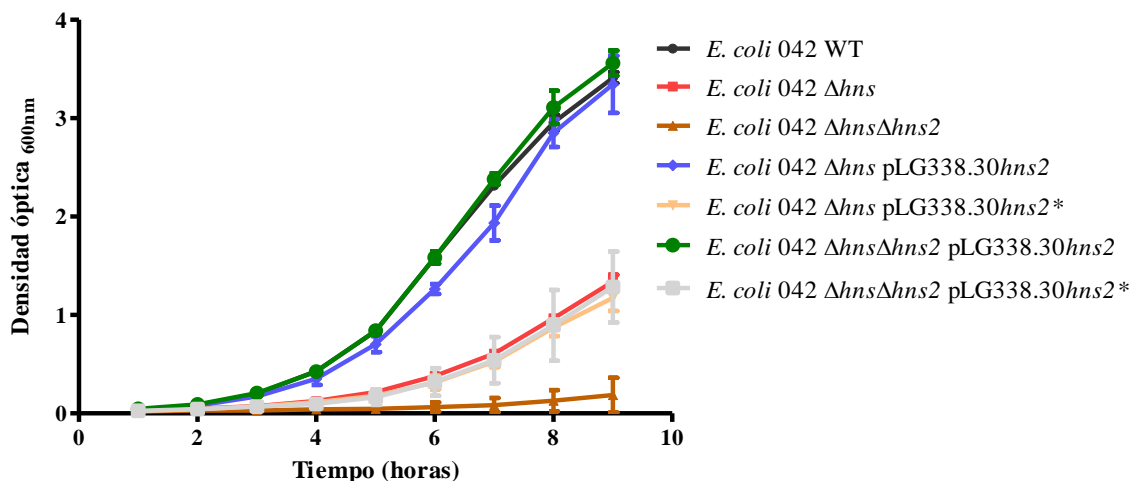 4
3
2
1
0
Densidad óptica 600nm
0 2 4 6 8 10
Tiempo (horas)
E. coli 042 WT
E. coli 042 Δhns
E. coli 042 ΔhnsΔhns2
E. coli 042 Δhns pLG338.30hns2
E. coli 042 Δhns pLG338.30hns2*
E. coli 042 ΔhnsΔhns2 pLG338.30hns2
E. coli 042 ΔhnsΔhns2 pLG338.30hns2*